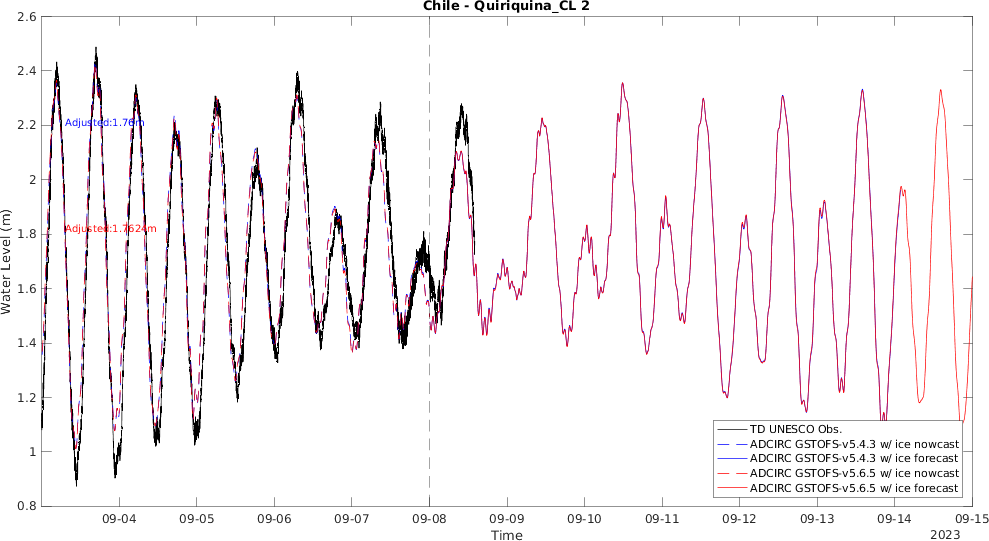 Chile - Quiriquina_CL 2
2.6
2.4
2.2
2
1.8
1.6
1.4
1.2
1
0.8
Water Level (m)
Adjusted:1.76m
Adjusted:1.7624m
TD UNESCO Obs.
ADCIRC GSTOFS-v5.4.3 w/ ice nowcast
ADCIRC GSTOFS-v5.4.3 w/ ice forecast
ADCIRC GSTOFS-v5.6.5 w/ ice nowcast
ADCIRC GSTOFS-v5.6.5 w/ ice forecast
09-04 09-05 09-06 09-07 09-08 09-09 09-10 09-11 09-12 09-13 09-14 09-15
Time
2023